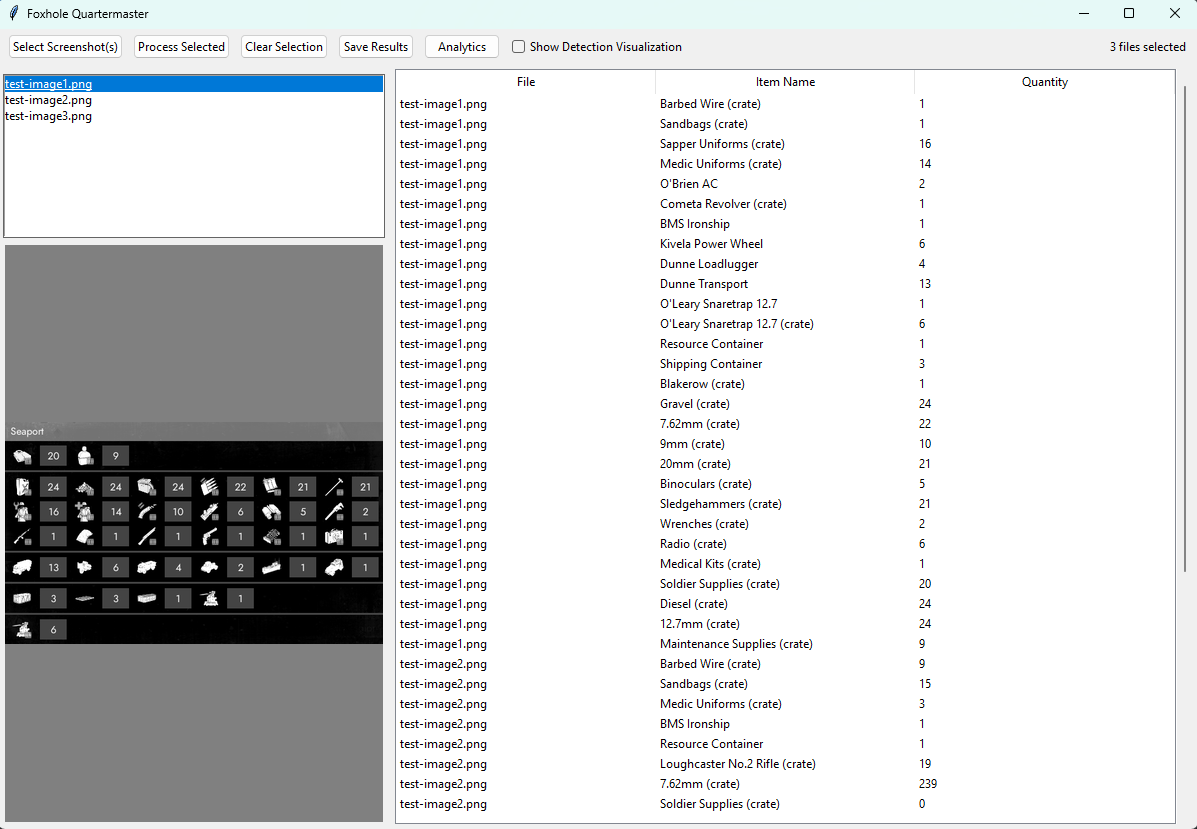 Foxhole Quartermaster
Select Screenshot(s) Process Selected Clear Selection Save Results Analytics Show Detection Visualization 3 files selected
test-image1.png
test-image2.png
test-image3.png
Seaport
20 9
24 24 24 22 21 21
16 14 10 6 5 2
1 1 1 1 1 1
13 6 4 2 1 1
3 3 1 1
6
File Item Name Quantity
test-image1.png Barbed Wire (crate) 1
test-image1.png Sandbags (crate) 1
test-image1.png Sapper Uniforms (crate) 16
test-image1.png Medic Uniforms (crate) 14
test-image1.png O'Brien AC 2
test-image1.png Cometa Revolver (crate) 1
test-image1.png BMS Ironship 1
test-image1.png Kivela Power Wheel 6
test-image1.png Dunne Loadlugger 4
test-image1.png Dunne Transport 13
test-image1.png O'Leary Snaretrap 12.7 1
test-image1.png O'Leary Snaretrap 12.7 (crate) 6
test-image1.png Resource Container 1
test-image1.png Shipping Container 3
test-image1.png Blakerow (crate) 1
test-image1.png Gravel (crate) 24
test-image1.png 7.62mm (crate) 22
test-image1.png 9mm (crate) 10
test-image1.png 20mm (crate) 21
test-image1.png Binoculars (crate) 5
test-image1.png Sledgehammers (crate) 21
test-image1.png Wrenches (crate) 2
test-image1.png Radio (crate) 6
test-image1.png Medical Kits (crate) 1
test-image1.png Soldier Supplies (crate) 20
test-image1.png Diesel (crate) 24
test-image1.png 12.7mm (crate) 24
test-image1.png Maintenance Supplies (crate) 9
test-image2.png Barbed Wire (crate) 9
test-image2.png Sandbags (crate) 15
test-image2.png Medic Uniforms (crate) 3
test-image2.png BMS Ironship 1
test-image2.png Resource Container 1
test-image2.png Loughcaster No.2 Rifle (crate) 19
test-image2.png 7.62mm (crate) 239
test-image2.png Soldier Supplies (crate) 0